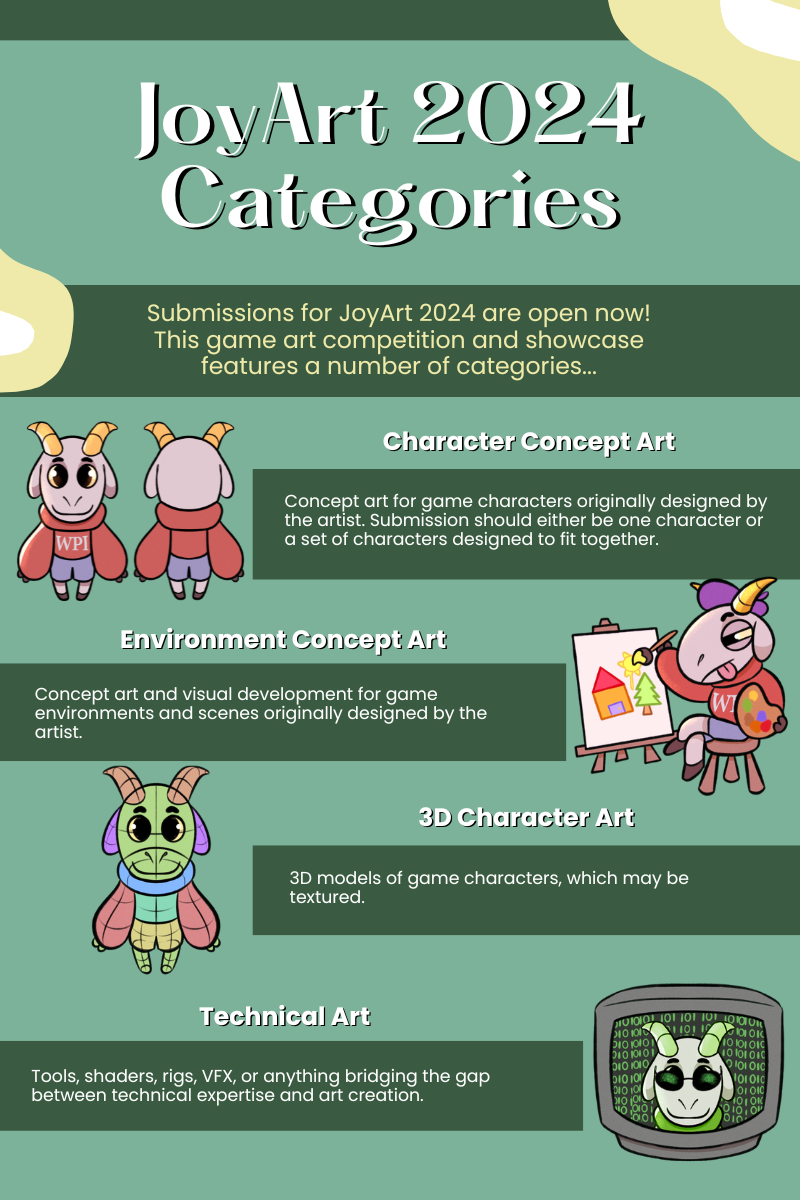 JoyArt 2024
Categories
Submissions for JoyArt 2024 are open now!
This game art competition and showcase
features a number of categories...
Character Concept Art
WPI
Concept art for game characters originally designed by
the artist. Submission should either be one character or
a set of characters designed to fit together.
Environment Concept Art
WP
Concept art and visual development for game
environments and scenes originally designed by the
artist.
3D Character Art
3D models of game characters, which may be
textured.
Technical Art
Tools, shaders, rigs, VFX, or anything bridging the gap
between technical expertise and art creation.